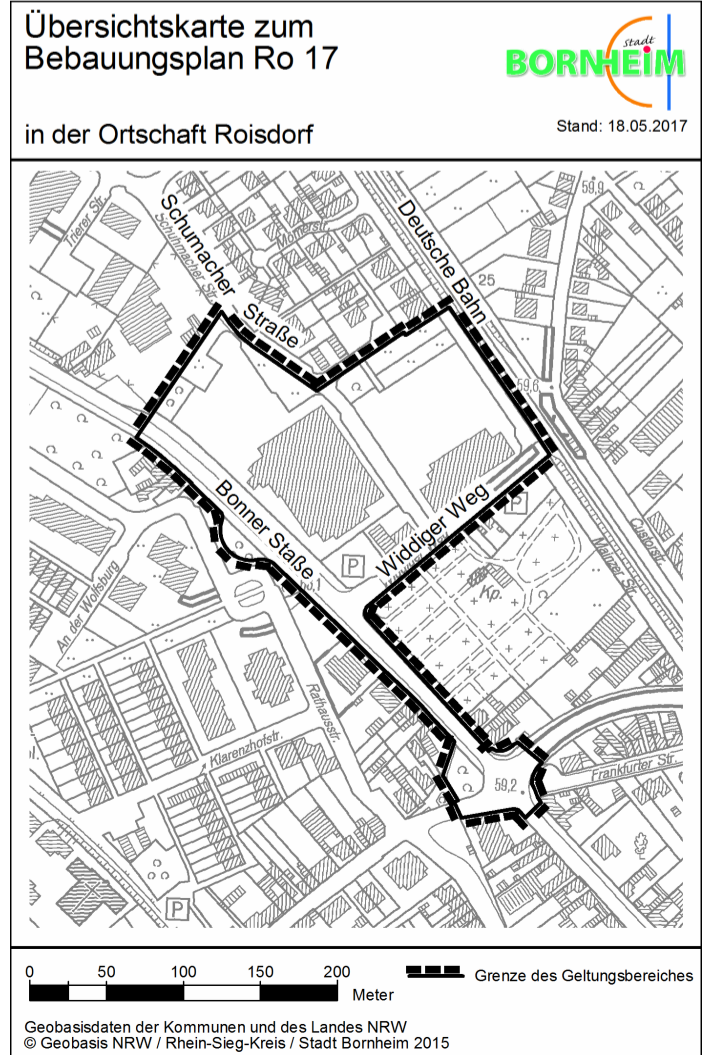 Übersichtskarte zum
Bebauungsplan Ro 17
in der Ortschaft Roisdorf
Stadt
BORNHEiM
Stand: 18.05.2017
59,9
Trierer Str.
Schumacher Straße
Schuhmacher Str.
Deutsche Bahn
25
59,6
Bonner Staße
Widdiger Weg
P
P
Kp.
An der Wolfsburg
Mainzer Str.
Rathausstr.
Klarenzhofstr.
59,2
Frankfurter Str.
P
0 50 100 150 200
Meter
Grenze des Geltungsbereiches
Geobasisdaten der Kommunen und des Landes NRW
© Geobasis NRW / Rhein-Sieg-Kreis / Stadt Bornheim 2015